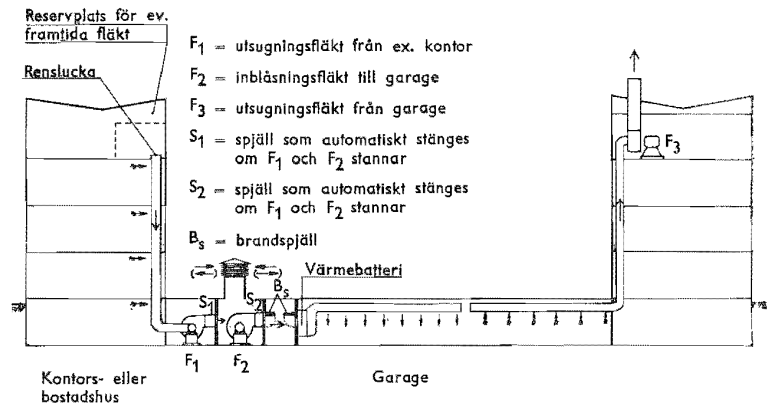 Reservplats för ev.
framtida fläkt
Renslucka
F1 = utsugningsfläkt från ex. kontor
F2 = inblåsningsfläkt till garage
F3 = utsugningsfläkt från garage
S1 = spjäll som automatiskt stänges
om F1 och F2 stannar
S2 = spjäll som automatiskt stänges
om F1 och F2 stannar
Bs = brandspjäll
F3
Värmebatteri
Bs
S1
S2
F1
F2
Kontors- eller
bostadshus
Garage